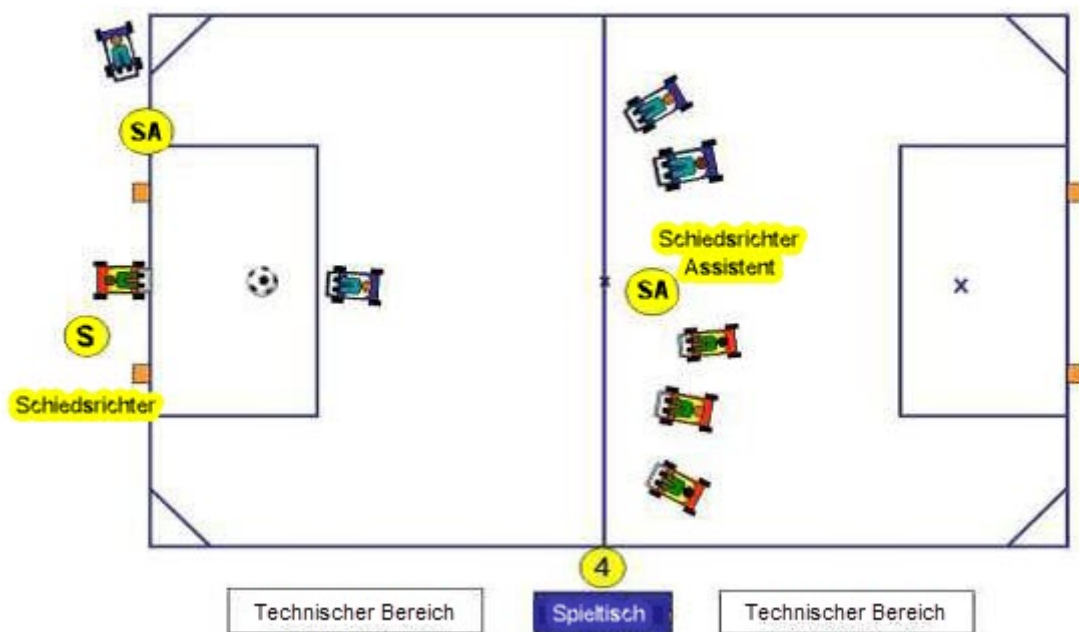 SA
Schiedsrichter
Assistent
SA
S
Schiedsrichter
4
Technischer Bereich
Spieltisch
Technischer Bereich